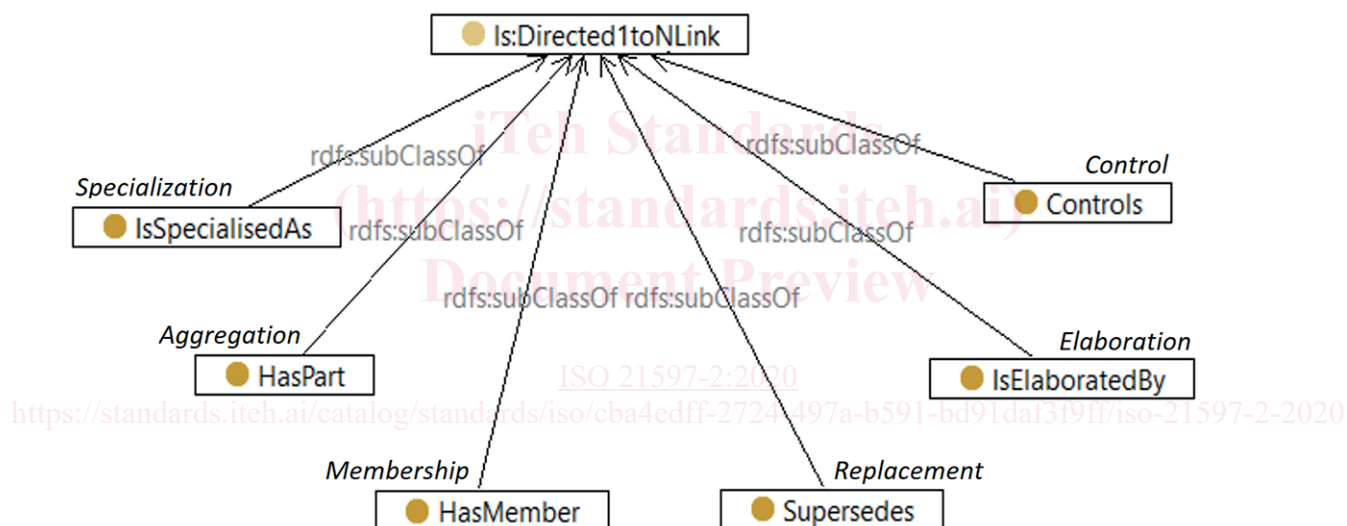 ls:Directed1toNLink
iTeh Standards
rdfs:subClassOf
rdfs:subClassOf
Control
Specialization
(https://standards.iteh.ai)
Controls
IsSpecialisedAs
rdfs:subClassOf
rdfs:subClassOf
Document Preview
rdfs:subClassOf
rdfs:subClassOf
Aggregation
Elaboration
HasPart
ISO 21597-2:2020
IsElaboratedBy
https://standards.iteh.ai/catalog/standards/iso/cba4edff-2724-497a-b591-bd91daf3f9ff/iso-21597-2-2020
Membership
Replacement
HasMember
Supersedes